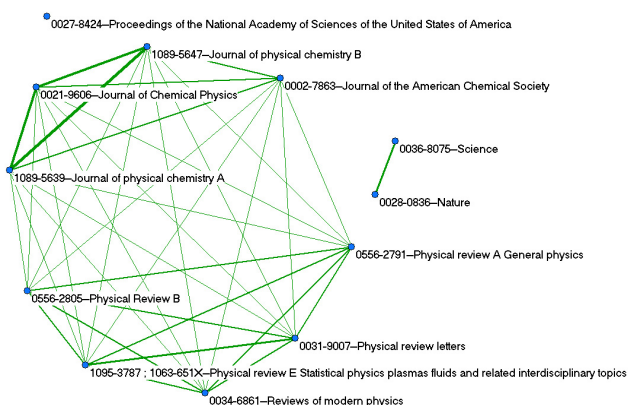 0027-8424--Proceedings of the National Academy of Sciences of the United States of America
1089-5647--Journal of physical chemistry B
0002-7863--Journal of the American Chemical Society
0021-9606--Journal of Chemical Physics
0036-8075--Science
1089-5639--Journal of physical chemistry A
0028-0836--Nature
0556-2791--Physical review A General physics
0556-2805--Physical Review B
0031-9007--Physical review letters
1095-3787 ; 1063-651X--Physical review E Statistical physics plasmas fluids and related interdisciplinary topics
0034-6861--Reviews of modern physics